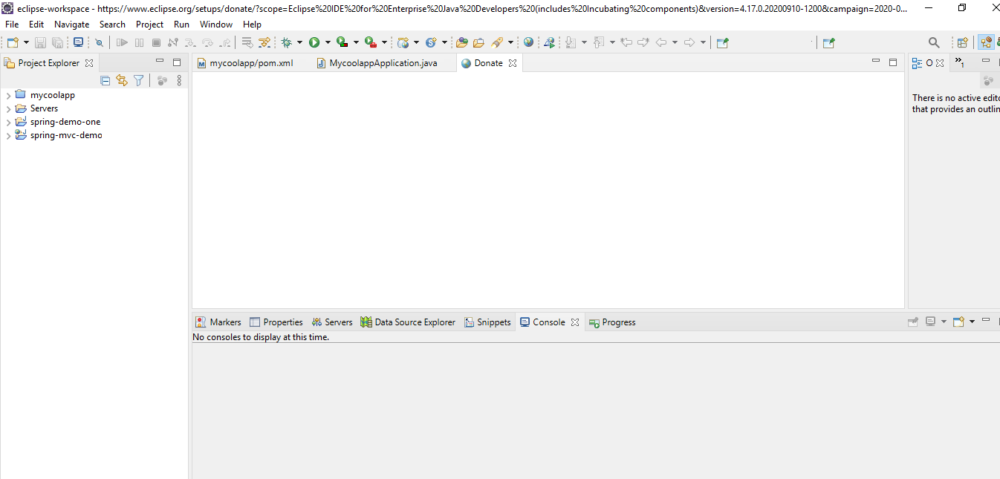 eclipse-workspace - https://www.eclipse.org/setups/donate/?scope=Eclipse%20IDE%20for%20Enterprise%20Java%20Developers%20(includes%20Incubating%20components)&version=4.17.0.20200910-1200&campaign=2020-0...
File Edit Navigate Search Project Run Window Help
Project Explorer
mycoolapp/pom.xml MycoolappApplication.java Donate
O »1
mycoolapp
Servers
spring-demo-one
spring-mvc-demo
There is no active edito
that provides an outlin
Markers Properties Servers Data Source Explorer Snippets Console Progress
No consoles to display at this time.